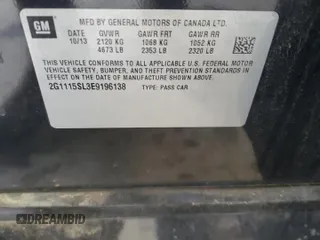 GM
MFD BY GENERAL MOTORS OF CANADA LTD.
DATE GVWR GAWR FRT GAWR RR
10/13 2120 KG 1068 KG 1052 KG
4673 LB 2353 LB 2320 LB
THIS VEHICLE CONFORMS TO ALL APPLICABLE U.S. FEDERAL MOTOR
VEHICLE SAFETY, BUMPER, AND THEFT PREVENTION STANDARDS IN
EFFECT ON THE DATE OF MANUFACTURE SHOWN ABOVE.
2G1115SL3E9196138 TYPE: PASS CAR
©DREAMBID